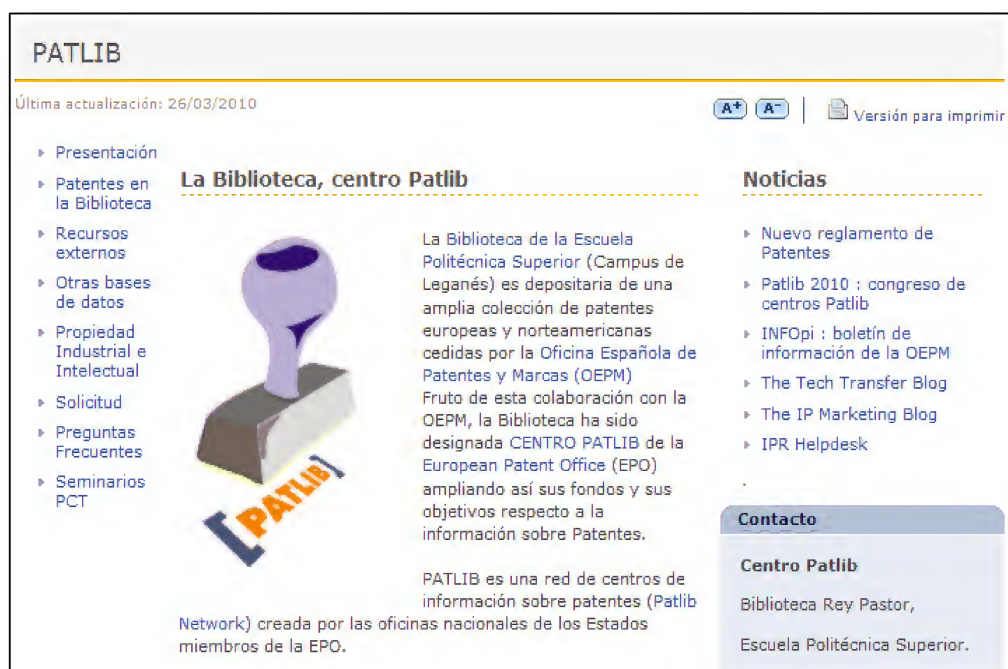 PATLIB
Última actualización: 26/03/2010
A+ A-
Versión para imprimir
Presentación
Patentes en
la Biblioteca
Recursos
externos
Otras bases
de datos
Propiedad
Industrial e
Intelectual
Solicitud
Preguntas
Frecuentes
Seminarios
PCT
La Biblioteca, centro Patlib
La Biblioteca de la Escuela
Politécnica Superior (Campus de
Leganés) es depositaria de una
amplia colección de patentes
europeas y norteamericanas
cedidas por la Oficina Española de
Patentes y Marcas (OEPM)
Fruto de esta colaboración con la
OEPM, la Biblioteca ha sido
designada CENTRO PATLIB de la
European Patent Office (EPO)
ampliando así sus fondos y sus
objetivos respecto a la
información sobre Patentes.
PATLIB es una red de centros de
información sobre patentes (Patlib
Network) creada por las oficinas nacionales de los Estados
miembros de la EPO.
[PATLIB]
Noticias
Nuevo reglamento de
Patentes
Patlib 2010 : congreso de
centros Patlib
INFOpi : boletín de
información de la OEPM
The Tech Transfer Blog
The IP Marketing Blog
IPR Helpdesk
.
Contacto
Centro Patlib
Biblioteca Rey Pastor,
Escuela Politécnica Superior.